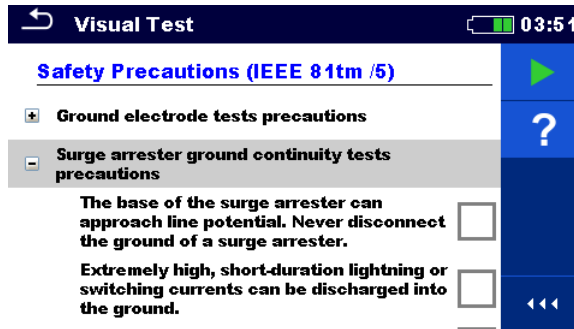 Visual Test 03:51
Safety Precautions (IEEE 81tm /5)
Ground electrode tests precautions
?
Surge arrester ground continuity tests
precautions
The base of the surge arrester can
approach line potential. Never disconnect
the ground of a surge arrester.
Extremely high, short-duration lightning or
switching currents can be discharged into
the ground.